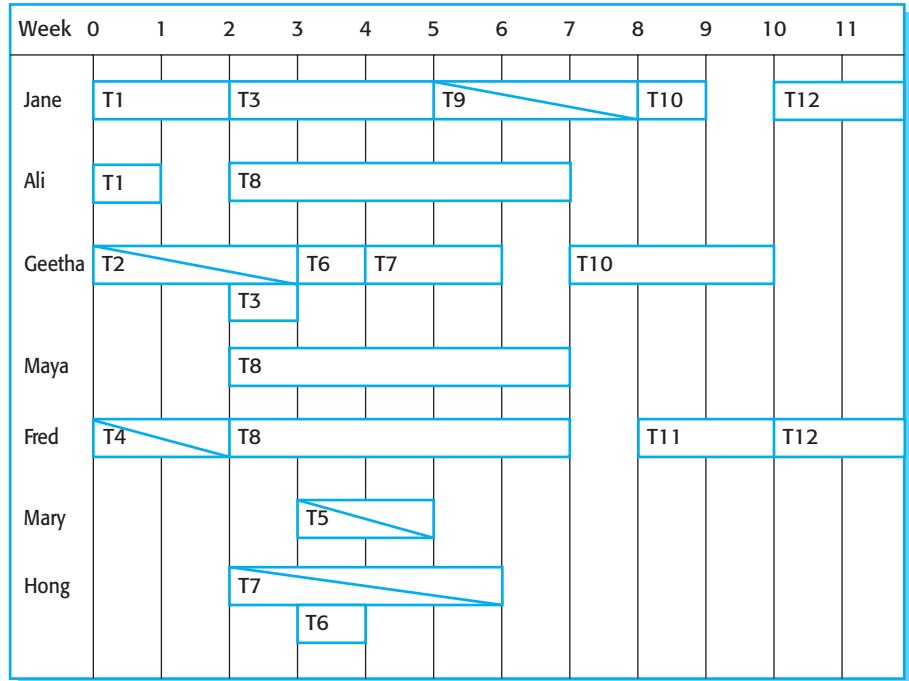 Week 0 1 2 3 4 5 6 7 8 9 10 11
Jane T1 T3 T9 T10 T12
Ali T1 T8
Geetha T2 T6 T7 T10
T3
Maya T8
Fred T4 T8 T11 T12
Mary T5
Hong T7
T6